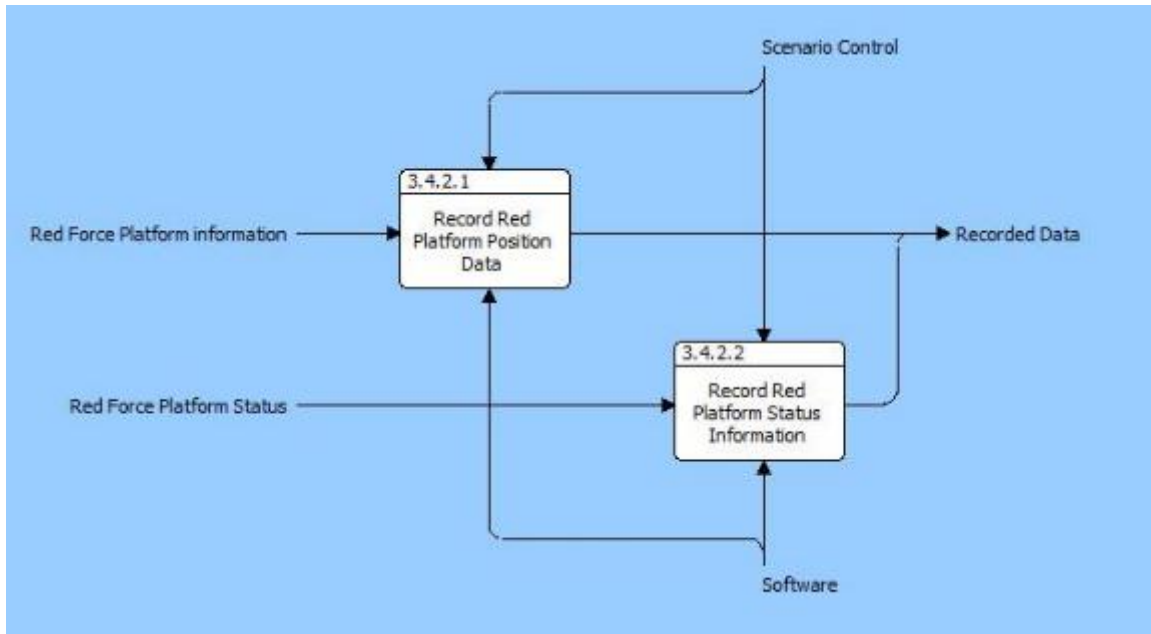 Scenario Control
3.4.2.1
Record Red
Platform Position
Data
Red Force Platform information
Recorded Data
3.4.2.2
Record Red
Platform Status
Information
Red Force Platform Status
Software